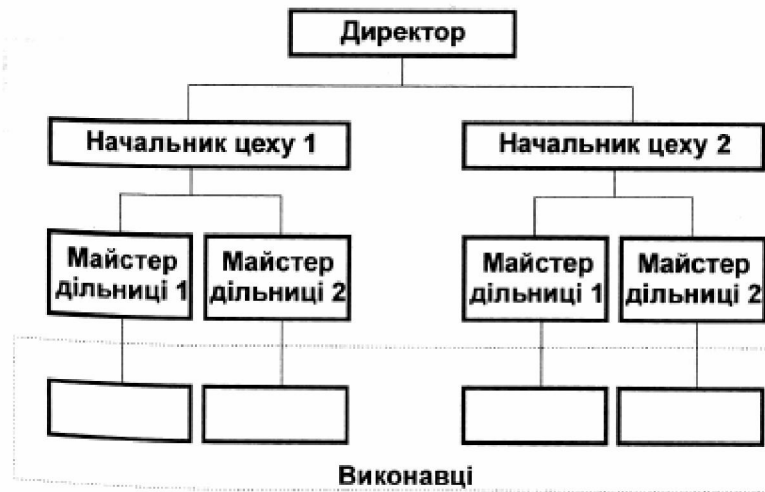 Директор
Начальник цеху 1
Начальник цеху 2
Майстер
дільниці 1
Майстер
дільниці 2
Майстер
дільниці 1
Майстер
дільниці 2
Виконавці